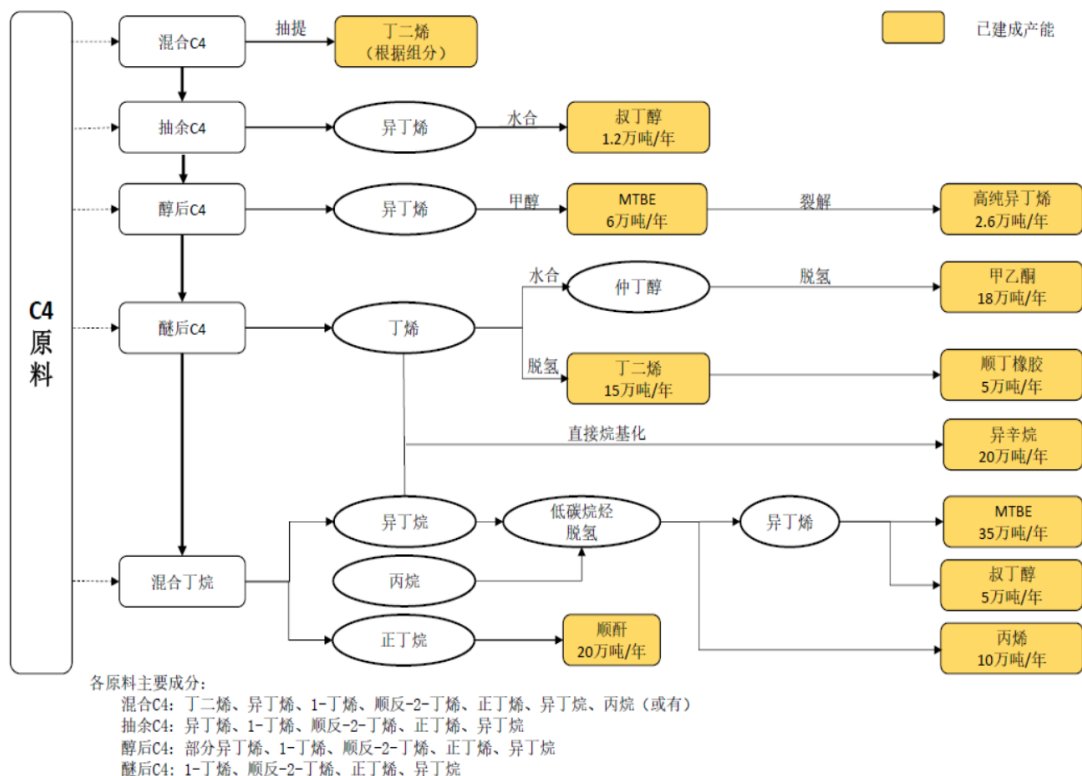 已建成产能
C4
原
料
混合C4
抽提
丁二烯
（根据组分）
抽余C4
异丁烯
水合
叔丁醇
1.2万吨/年
醇后C4
异丁烯
甲醇
MTBE
6万吨/年
裂解
高纯异丁烯
2.6万吨/年
醚后C4
丁烯
水合
仲丁醇
脱氢
甲乙酮
18万吨/年
脱氢
丁二烯
15万吨/年
顺丁橡胶
5万吨/年
直接烷基化
异辛烷
20万吨/年
混合丁烷
异丁烷
低碳烷烃
脱氢
异丁烯
MTBE
35万吨/年
丙烷
叔丁醇
5万吨/年
正丁烷
顺酐
20万吨/年
丙烯
10万吨/年
各原料主要成分：
混合C4：丁二烯、异丁烯、1-丁烯、顺反-2-丁烯、正丁烯、异丁烷、丙烷（或有）
抽余C4：异丁烯、1-丁烯、顺反-2-丁烯、正丁烯、异丁烷
醇后C4：部分异丁烯、1-丁烯、顺反-2-丁烯、正丁烯、异丁烷
醚后C4：1-丁烯、顺反-2-丁烯、正丁烯、异丁烷